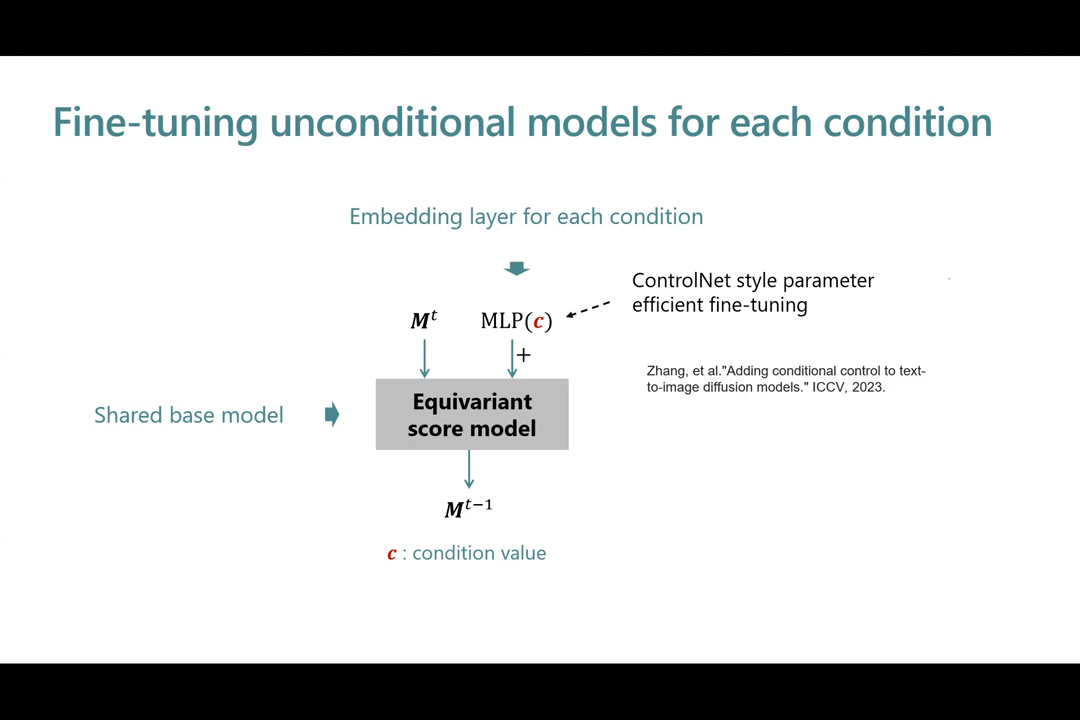 Fine-tuning unconditional models for each condition
Embedding layer for each condition
ControlNet style parameter
efficient fine-tuning
M^t
MLP(c)
+
Zhang, et al."Adding conditional control to text-
to-image diffusion models." ICCV, 2023.
Shared base model
Equivariant
score model
M^{t−1}
c : condition value